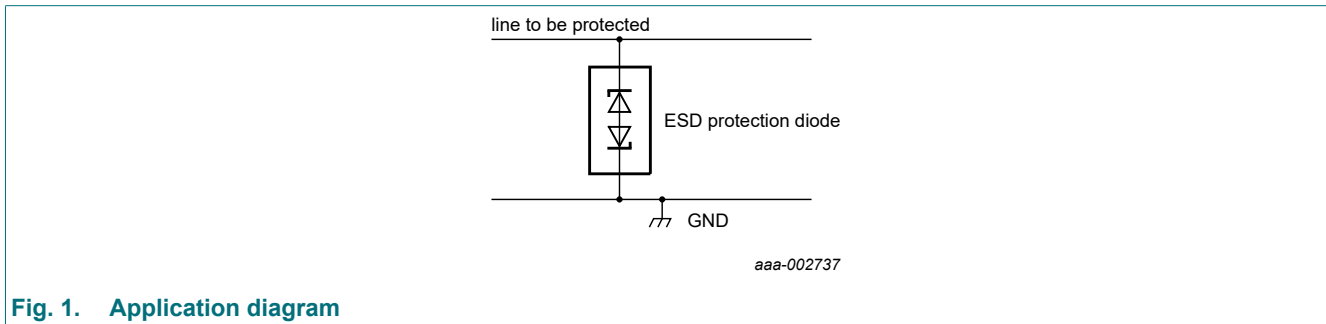 line to be protected
ESD protection diode
GND
aaa-002737
Fig. 1. Application diagram